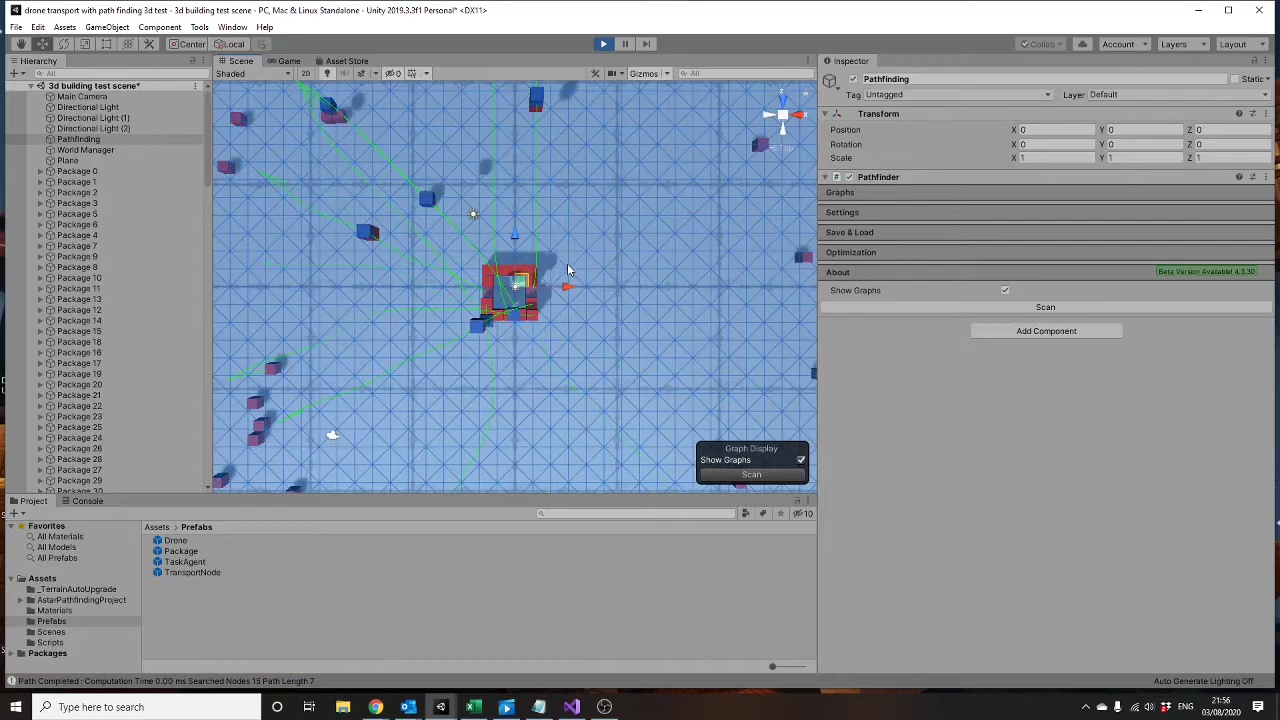 drone transport with path finding 3d test - 3d building test scene - PC, Mac & Linux Standalone - Unity 2019.3.3f1 Personal* <DX11>
File Edit Assets GameObject Component Tools Window Help
Center Local Collab Account Layers Layout
Hierarchy Scene Game Asset Store Inspector
All Shaded 2D 0 Gizmos All Pathfinding Static
3d building test scene* Tag Untagged Layer Default
Main Camera
Directional Light
Directional Light (1)
Directional Light (2)
Pathfinding
World Manager
Plane
Package 0
Package 1
Package 2
Package 3
Package 5
Package 6
Package 4
Package 7
Package 9
Package 8
Package 10
Package 11
Package 13
Package 12
Package 14
Package 15
Package 18
Package 16
Package 17
Package 19
Package 20
Package 21
Package 22
Package 23
Package 25
Package 24
Package 26
Package 28
Package 27
Package 29
Package 30
z
x
Top
Graph Display
Show Graphs
Scan
Transform
Position X 0 Y 0 Z 0
Rotation X 0 Y 0 Z 0
Scale X 1 Y 1 Z 1
Pathfinder
Graphs
Settings
Save & Load
Optimization
About Beta Version Available! 4.3.30
Show Graphs
Scan
Add Component
Project Console
10
Favorites
All Materials
All Models
All Prefabs
Assets
_TerrainAutoUpgrade
AstarPathfindingProject
Materials
Prefabs
Scenes
Scripts
Packages
Assets Prefabs
Drone
Package
TaskAgent
TransportNode
Path Completed : Computation Time 0.00 ms Searched Nodes 15 Path Length 7 Auto Generate Lighting Off
Type here to search
21:56
03/08/2020